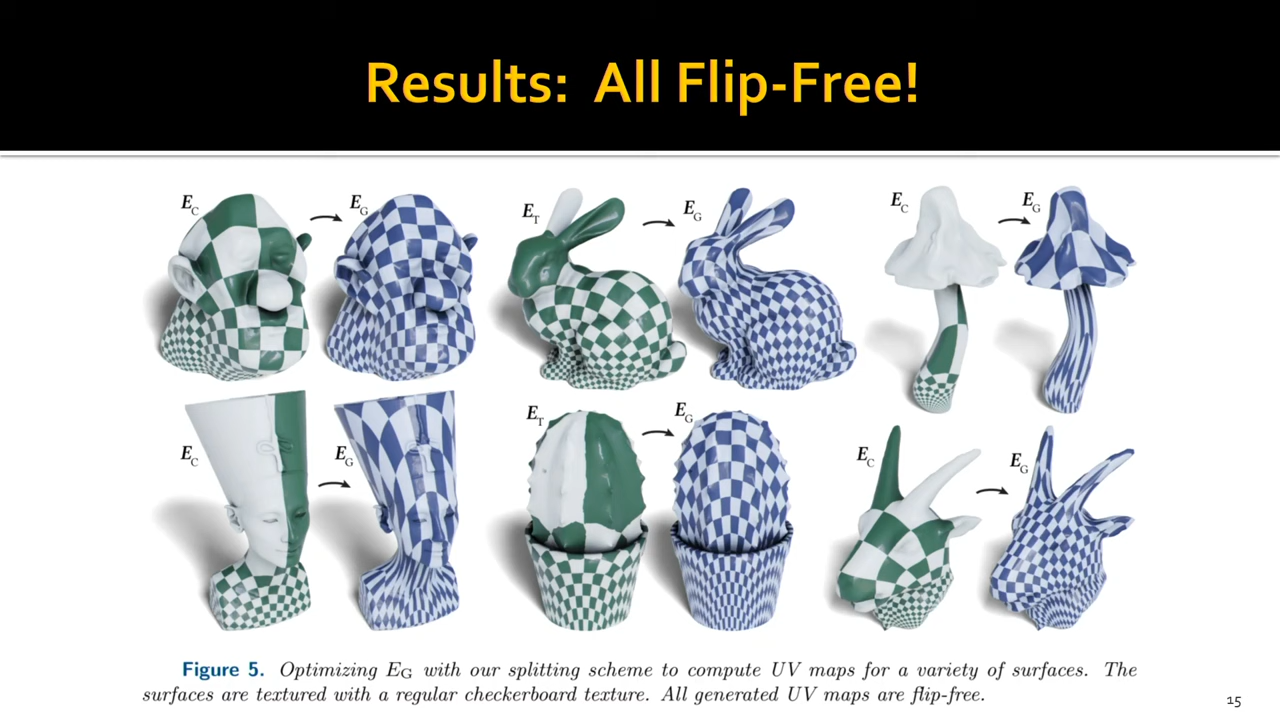 Results: All Flip-Free!
E_C E_G E_T E_G E_C E_G
E_C E_G E_T E_G E_C E_G
Figure 5. Optimizing E_G with our splitting scheme to compute UV maps for a variety of surfaces. The
surfaces are textured with a regular checkerboard texture. All generated UV maps are flip-free.
15